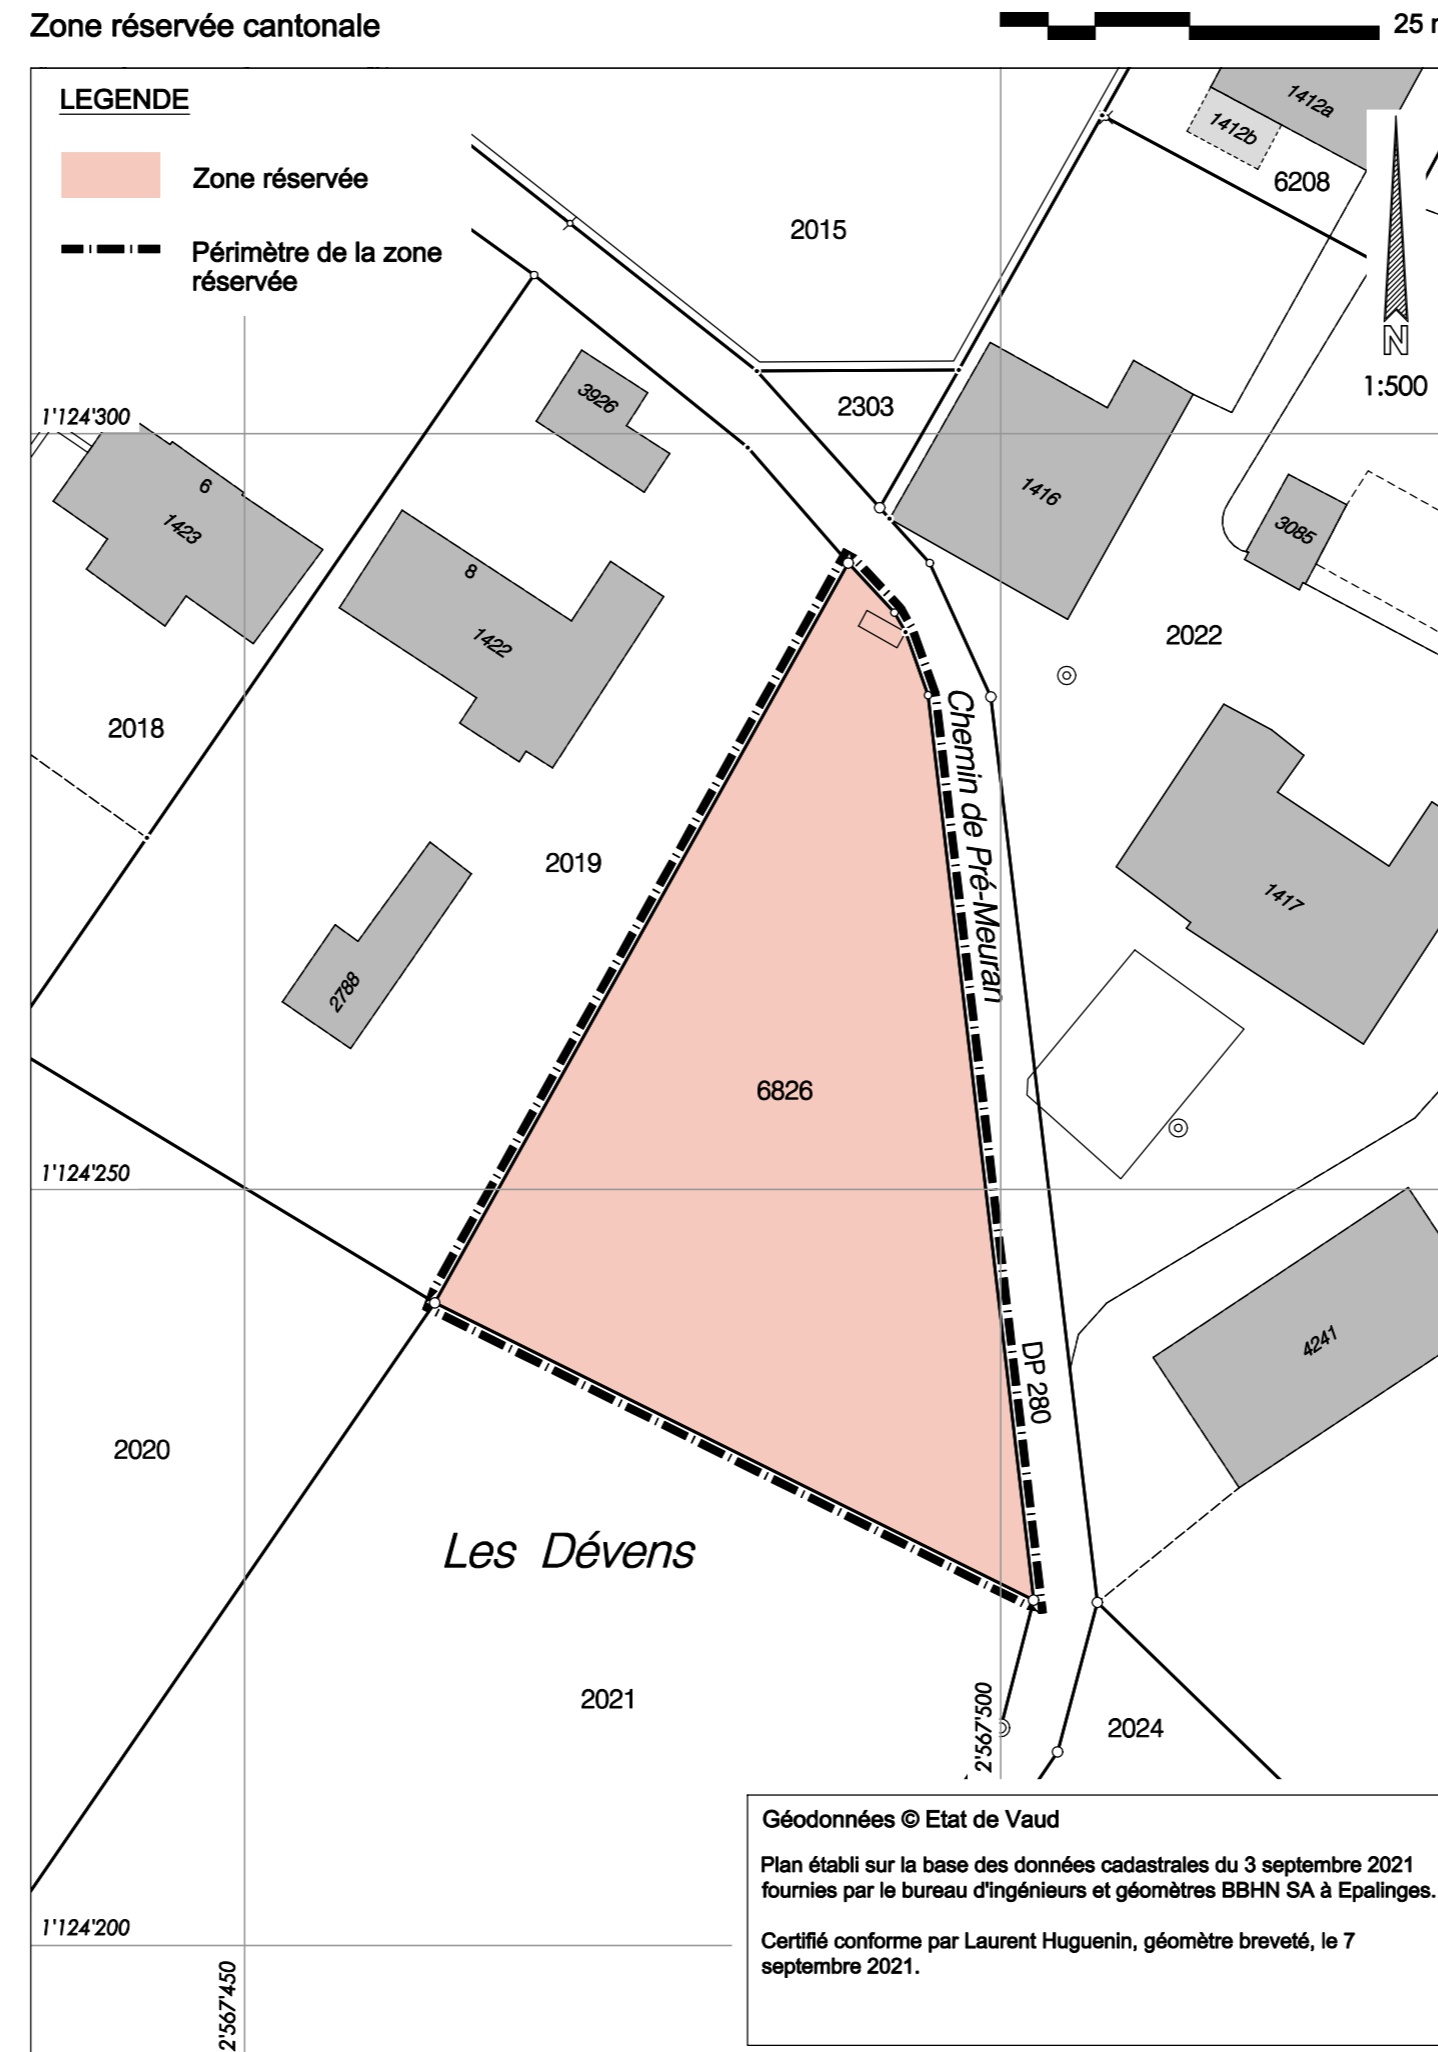 Zone réservée cantonale
25
LEGENDE
Zone réservée
Périmètre de la zone
réservée
1412a
1412b
6208
2015
N
1:500
3926
2303
1'124'300
6
1423
1416
3085
8
1422
2022
2018
Chemin de Pré-Meuran
2019
1417
2788
6826
1'124'250
4241
DP 280
2020
Les Dévens
2021
2'567'500
2024
Géodonnées © Etat de Vaud
Plan établi sur la base des données cadastrales du 3 septembre 2021
fournies par le bureau d'ingénieurs et géomètres BBHN SA à Epalinges.
Certifié conforme par Laurent Huguenin, géomètre breveté, le 7
septembre 2021.
1'124'200
2'567'450